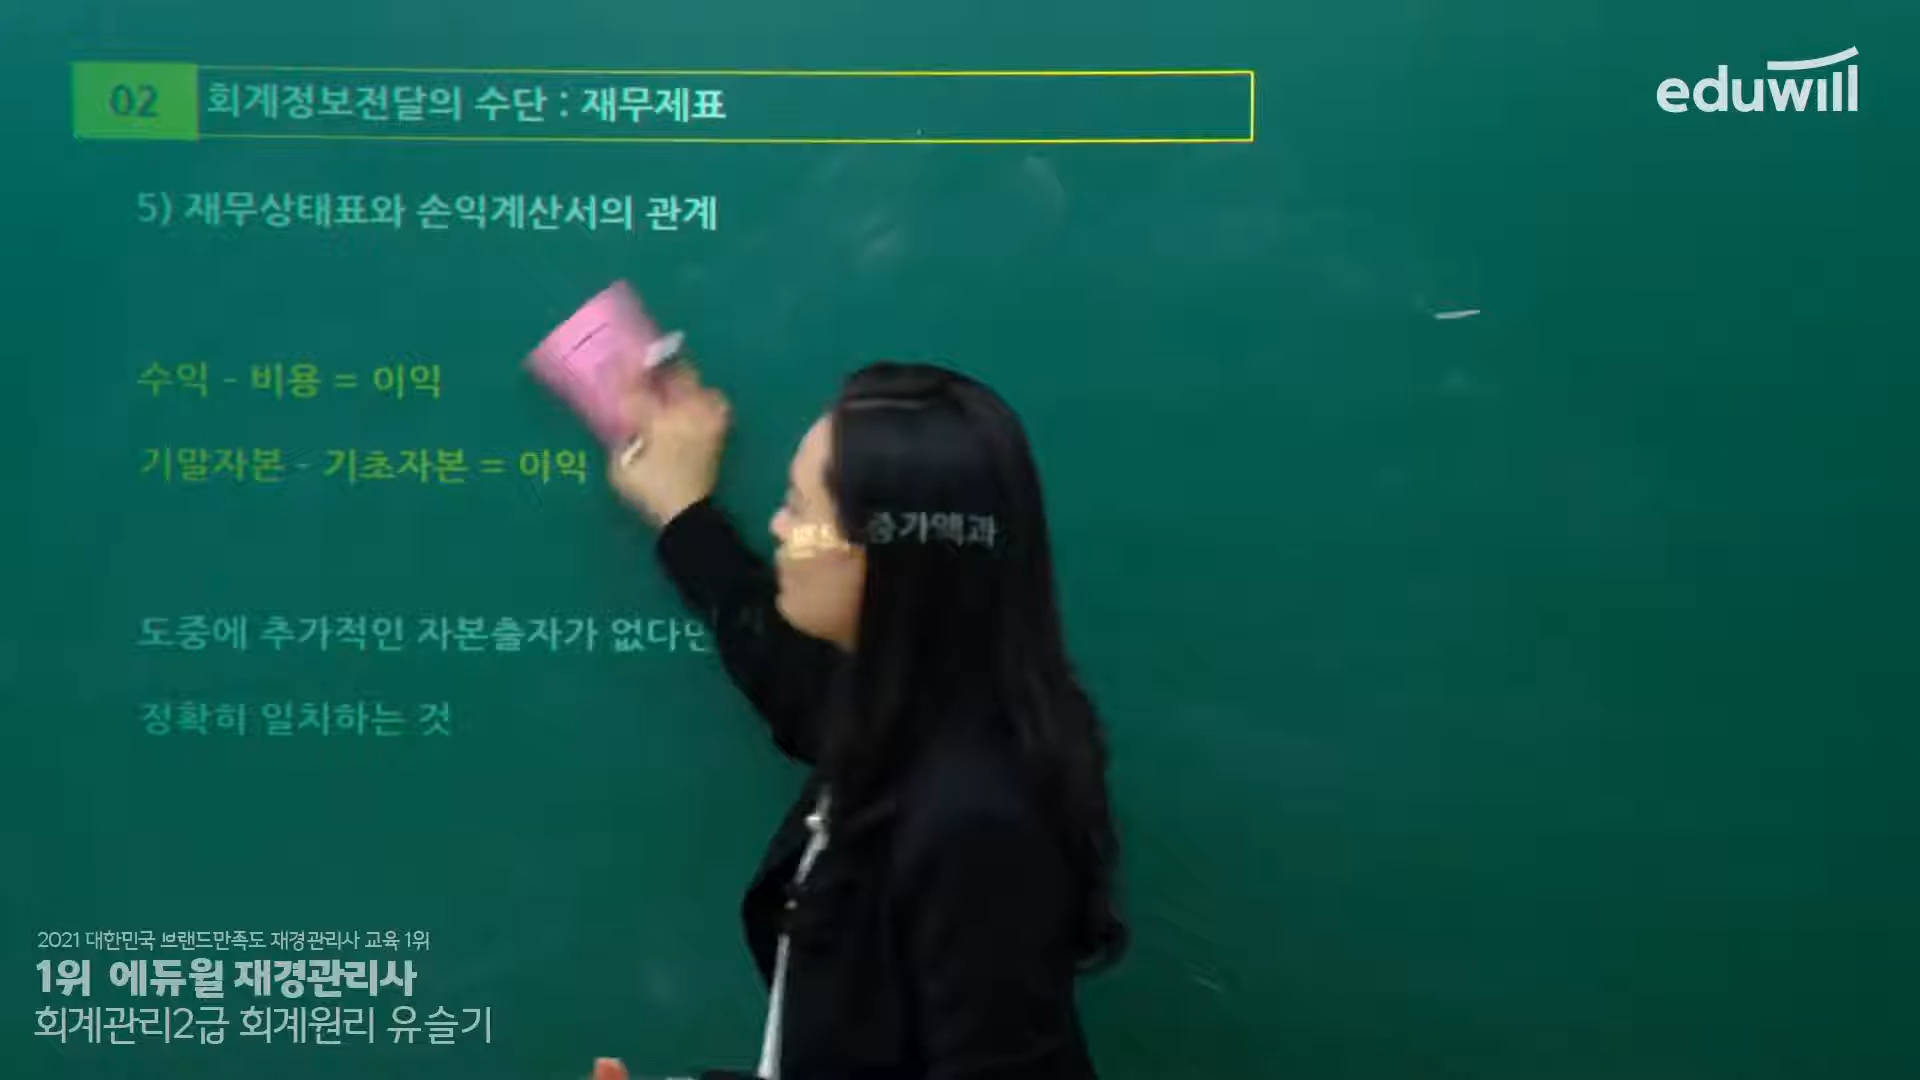 02 회계정보전달의 수단 : 재무제표
eduwill
5) 재무상태표와 손익계산서의 관계
수익 - 비용 = 이익
기말자본 - 기초자본 = 이익
증가액과
도중에 추가적인 자본출자가 없다면
정확히 일치하는 것
2021 대한민국 브랜드만족도 재경관리사 교육 1위
1위 에듀윌 재경관리사
회계관리2급 회계원리 유슬기